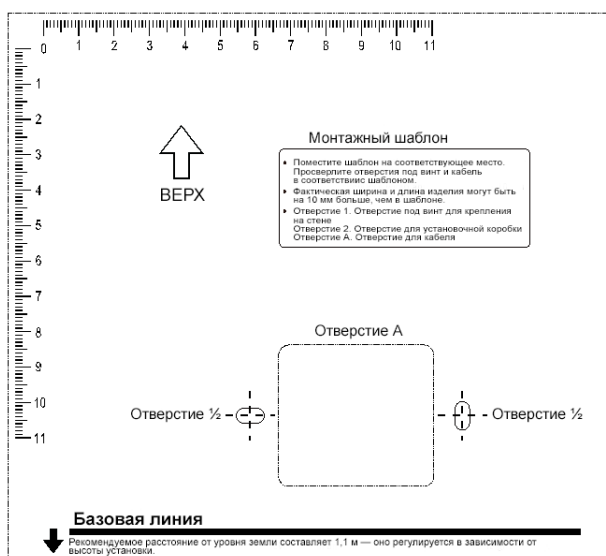 0 1 2 3 4 5 6 7 8 9 10 11
1
2
3
4
5
6
7
8
9
10
11
ВЕРХ
Монтажный шаблон
• Поместите шаблон на соответствующее место.
Просверлите отверстия под винт и кабель
в соответствиис шаблоном.
• Фактическая ширина и длина изделия могут быть
на 10 мм больше, чем в шаблоне.
• Отверстие 1. Отверстие под винт для крепления
на стене
Отверстие 2. Отверстие для установочной коробки
Отверстие А. Отверстие для кабеля
Отверстие А
Отверстие ½
Отверстие ½
Базовая линия
Рекомендуемое расстояние от уровня земли составляет 1,1 м — оно регулируется в зависимости от
высоты установки.